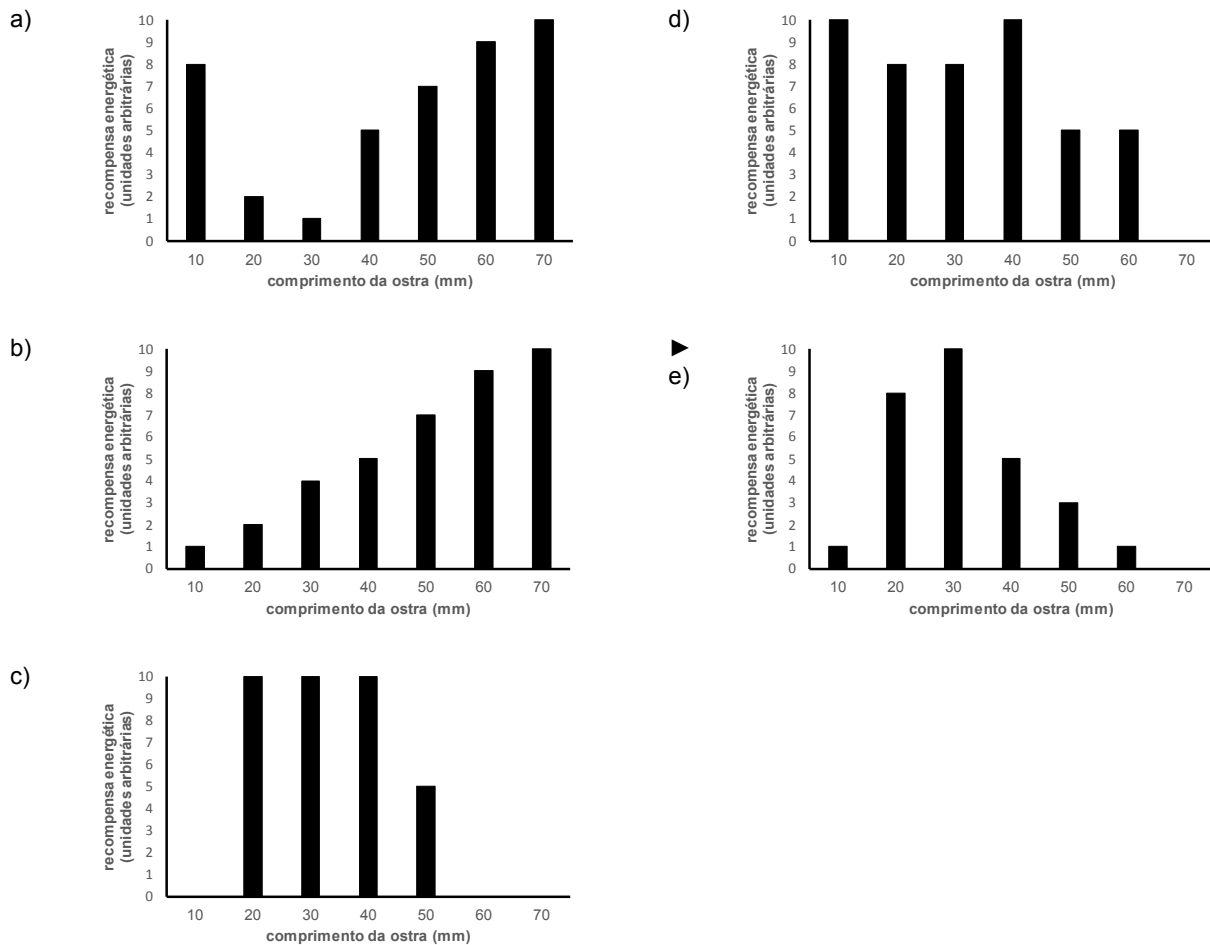 a)
recompensa energética
(unidades arbitrárias)
10
9
8
7
6
5
4
3
2
1
0
10 20 30 40 50 60 70
comprimento da ostra (mm)
b)
recompensa energética
(unidades arbitrárias)
10
9
8
7
6
5
4
3
2
1
0
10 20 30 40 50 60 70
comprimento da ostra (mm)
c)
recompensa energética
(unidades arbitrárias)
10
9
8
7
6
5
4
3
2
1
0
10 20 30 40 50 60 70
comprimento da ostra (mm)
d)
recompensa energética
(unidades arbitrárias)
10
9
8
7
6
5
4
3
2
1
0
10 20 30 40 50 60 70
comprimento da ostra (mm)
►
e)
recompensa energética
(unidades arbitrárias)
10
9
8
7
6
5
4
3
2
1
0
10 20 30 40 50 60 70
comprimento da ostra (mm)